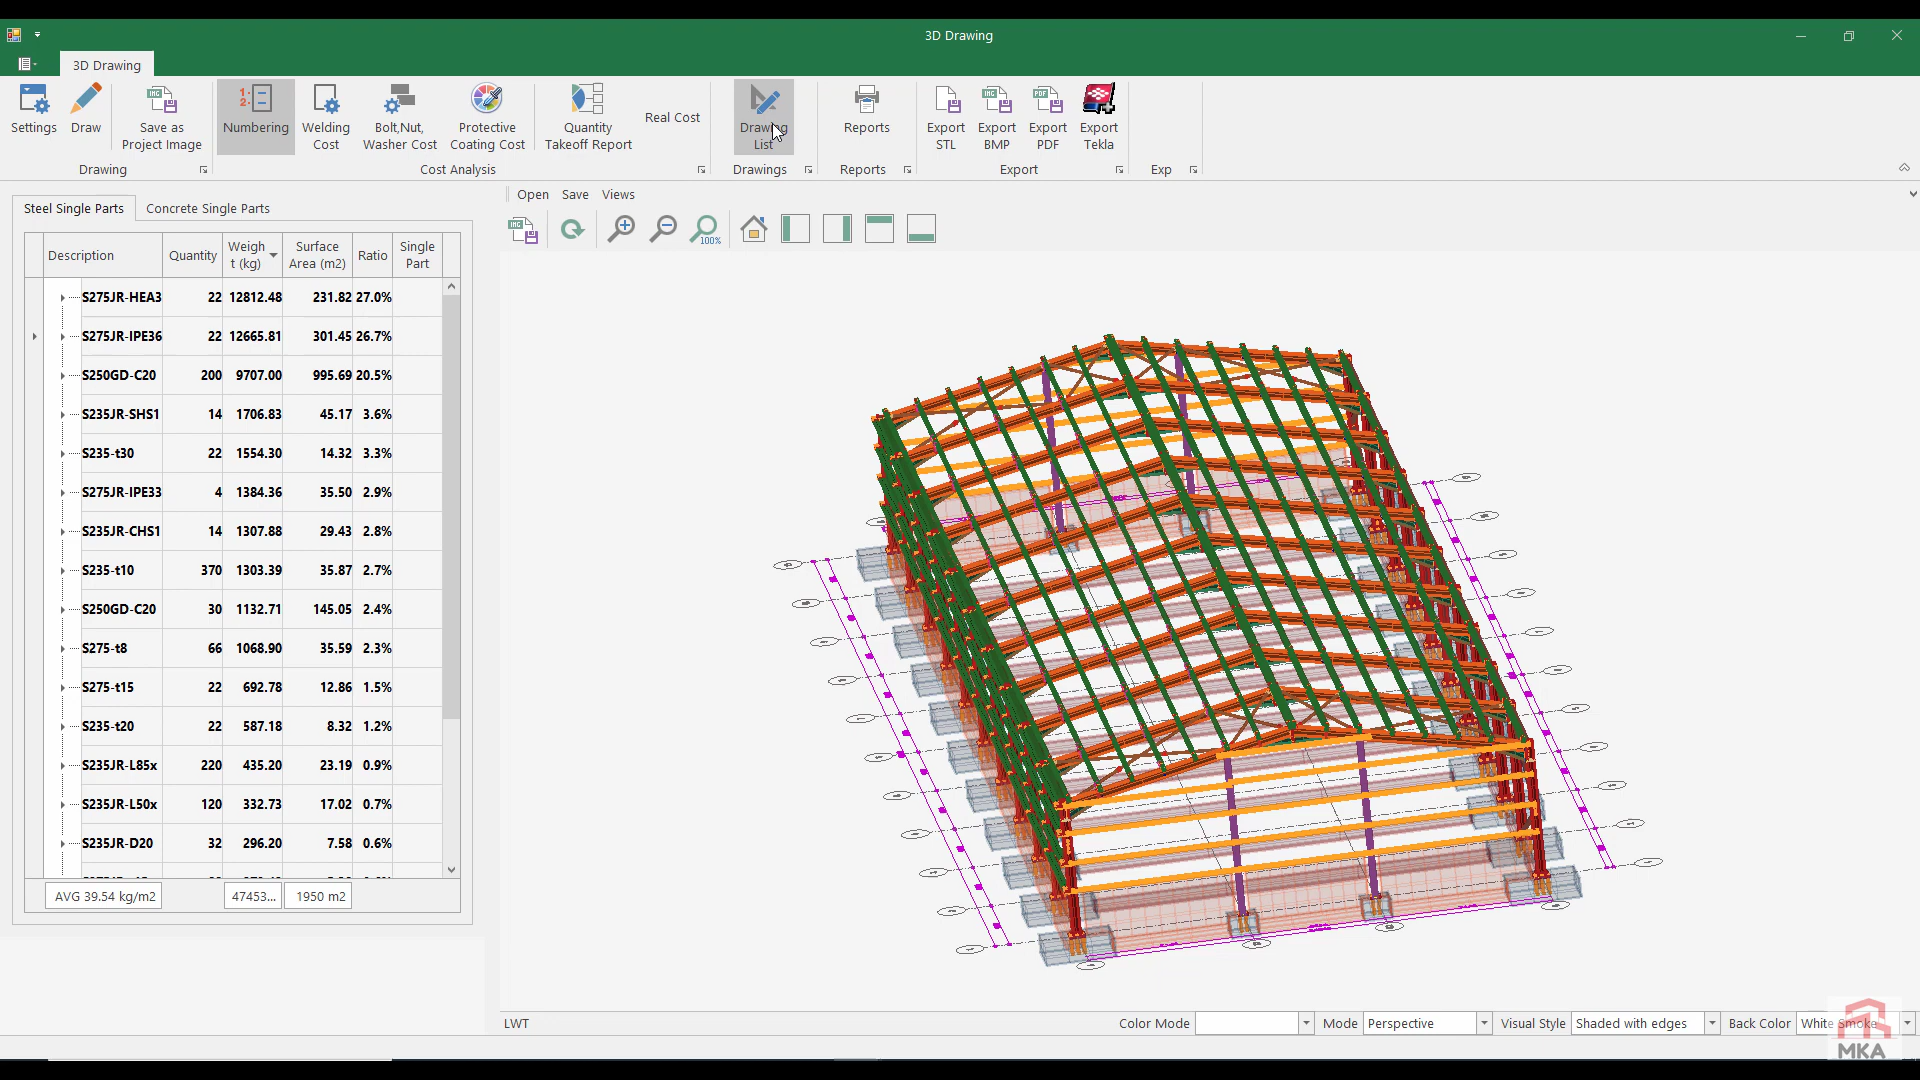 3D Drawing
3D Drawing
Settings
Draw
Save as
Project Image
Numbering
Welding
Cost
Bolt,Nut,
Washer Cost
Protective
Coating Cost
Quantity
Takeoff Report
Real Cost
Drawing
List
Reports
Export
STL
Export
BMP
Export
PDF
Export
Tekla
Drawing
Cost Analysis
Drawings
Reports
Export
Exp
Steel Single Parts
Concrete Single Parts
Open Save Views
100%
Description
Quantity
Weigh
t (kg)
Surface
Area (m2)
Ratio
Single
Part
S275JR-HEA3 22 12812.48 231.82 27.0%
S275JR-IPE36 22 12665.81 301.45 26.7%
S250GD-C20 200 9707.00 995.69 20.5%
S235JR-SHS1 14 1706.83 45.17 3.6%
S235-t30 22 1554.30 14.32 3.3%
S275JR-IPE33 4 1384.36 35.50 2.9%
S235JR-CHS1 14 1307.88 29.43 2.8%
S235-t10 370 1303.39 35.87 2.7%
S250GD-C20 30 1132.71 145.05 2.4%
S275-t8 66 1068.90 35.59 2.3%
S275-t15 22 692.78 12.86 1.5%
S235-t20 22 587.18 8.32 1.2%
S235JR-L85x 220 435.20 23.19 0.9%
S235JR-L50x 120 332.73 17.02 0.7%
S235JR-D20 32 296.20 7.58 0.6%
AVG 39.54 kg/m2 47453... 1950 m2
LWT
Color Mode
Mode Perspective
Visual Style Shaded with edges
Back Color White Smoke
MKA